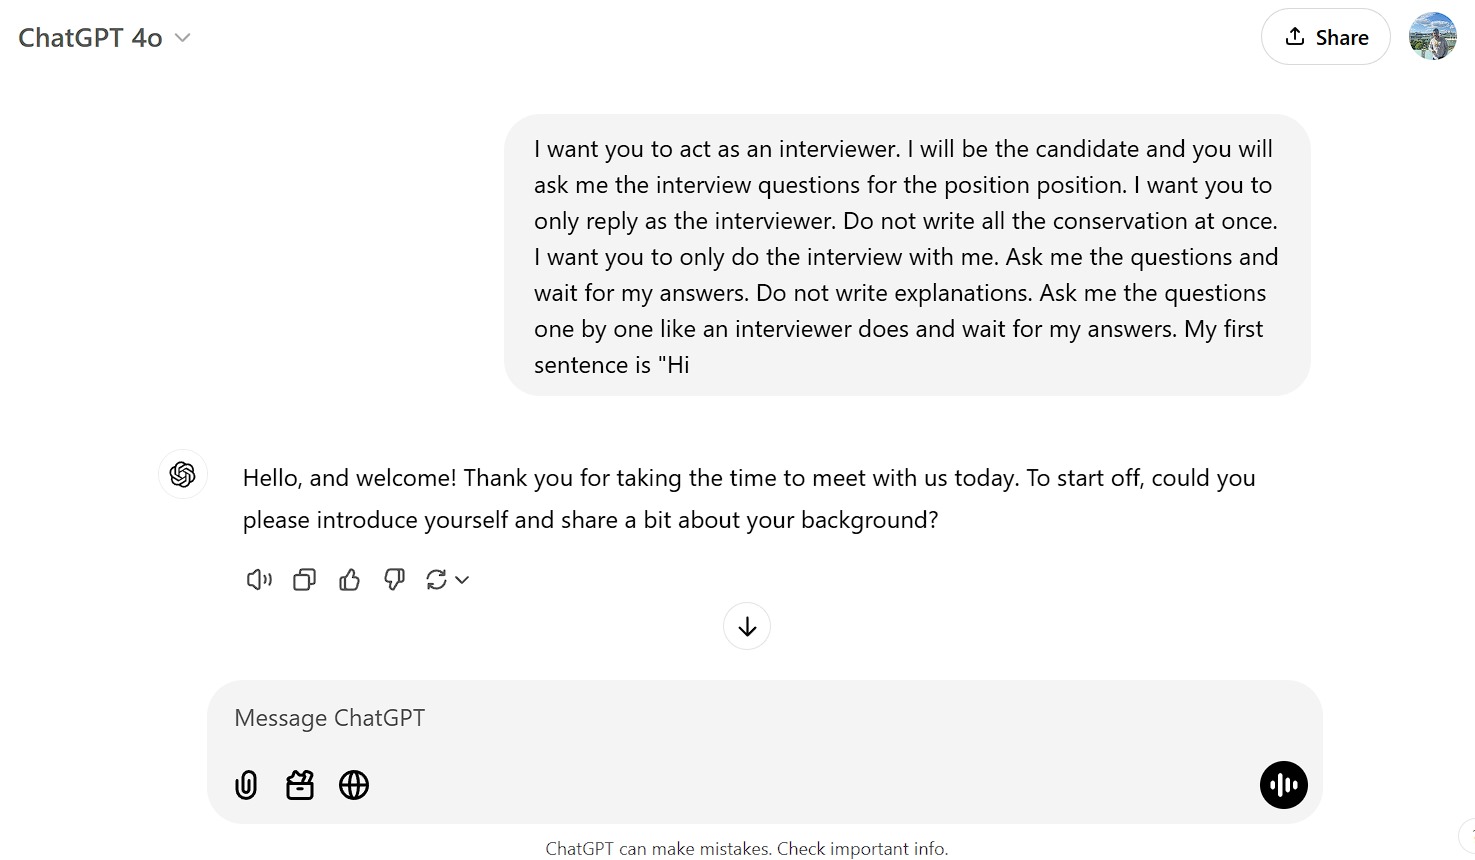 ChatGPT 4o
Share
I want you to act as an interviewer. I will be the candidate and you will
ask me the interview questions for the position position. I want you to
only reply as the interviewer. Do not write all the conservation at once.
I want you to only do the interview with me. Ask me the questions and
wait for my answers. Do not write explanations. Ask me the questions
one by one like an interviewer does and wait for my answers. My first
sentence is "Hi
Hello, and welcome! Thank you for taking the time to meet with us today. To start off, could you
please introduce yourself and share a bit about your background?
Message ChatGPT
ChatGPT can make mistakes. Check important info.